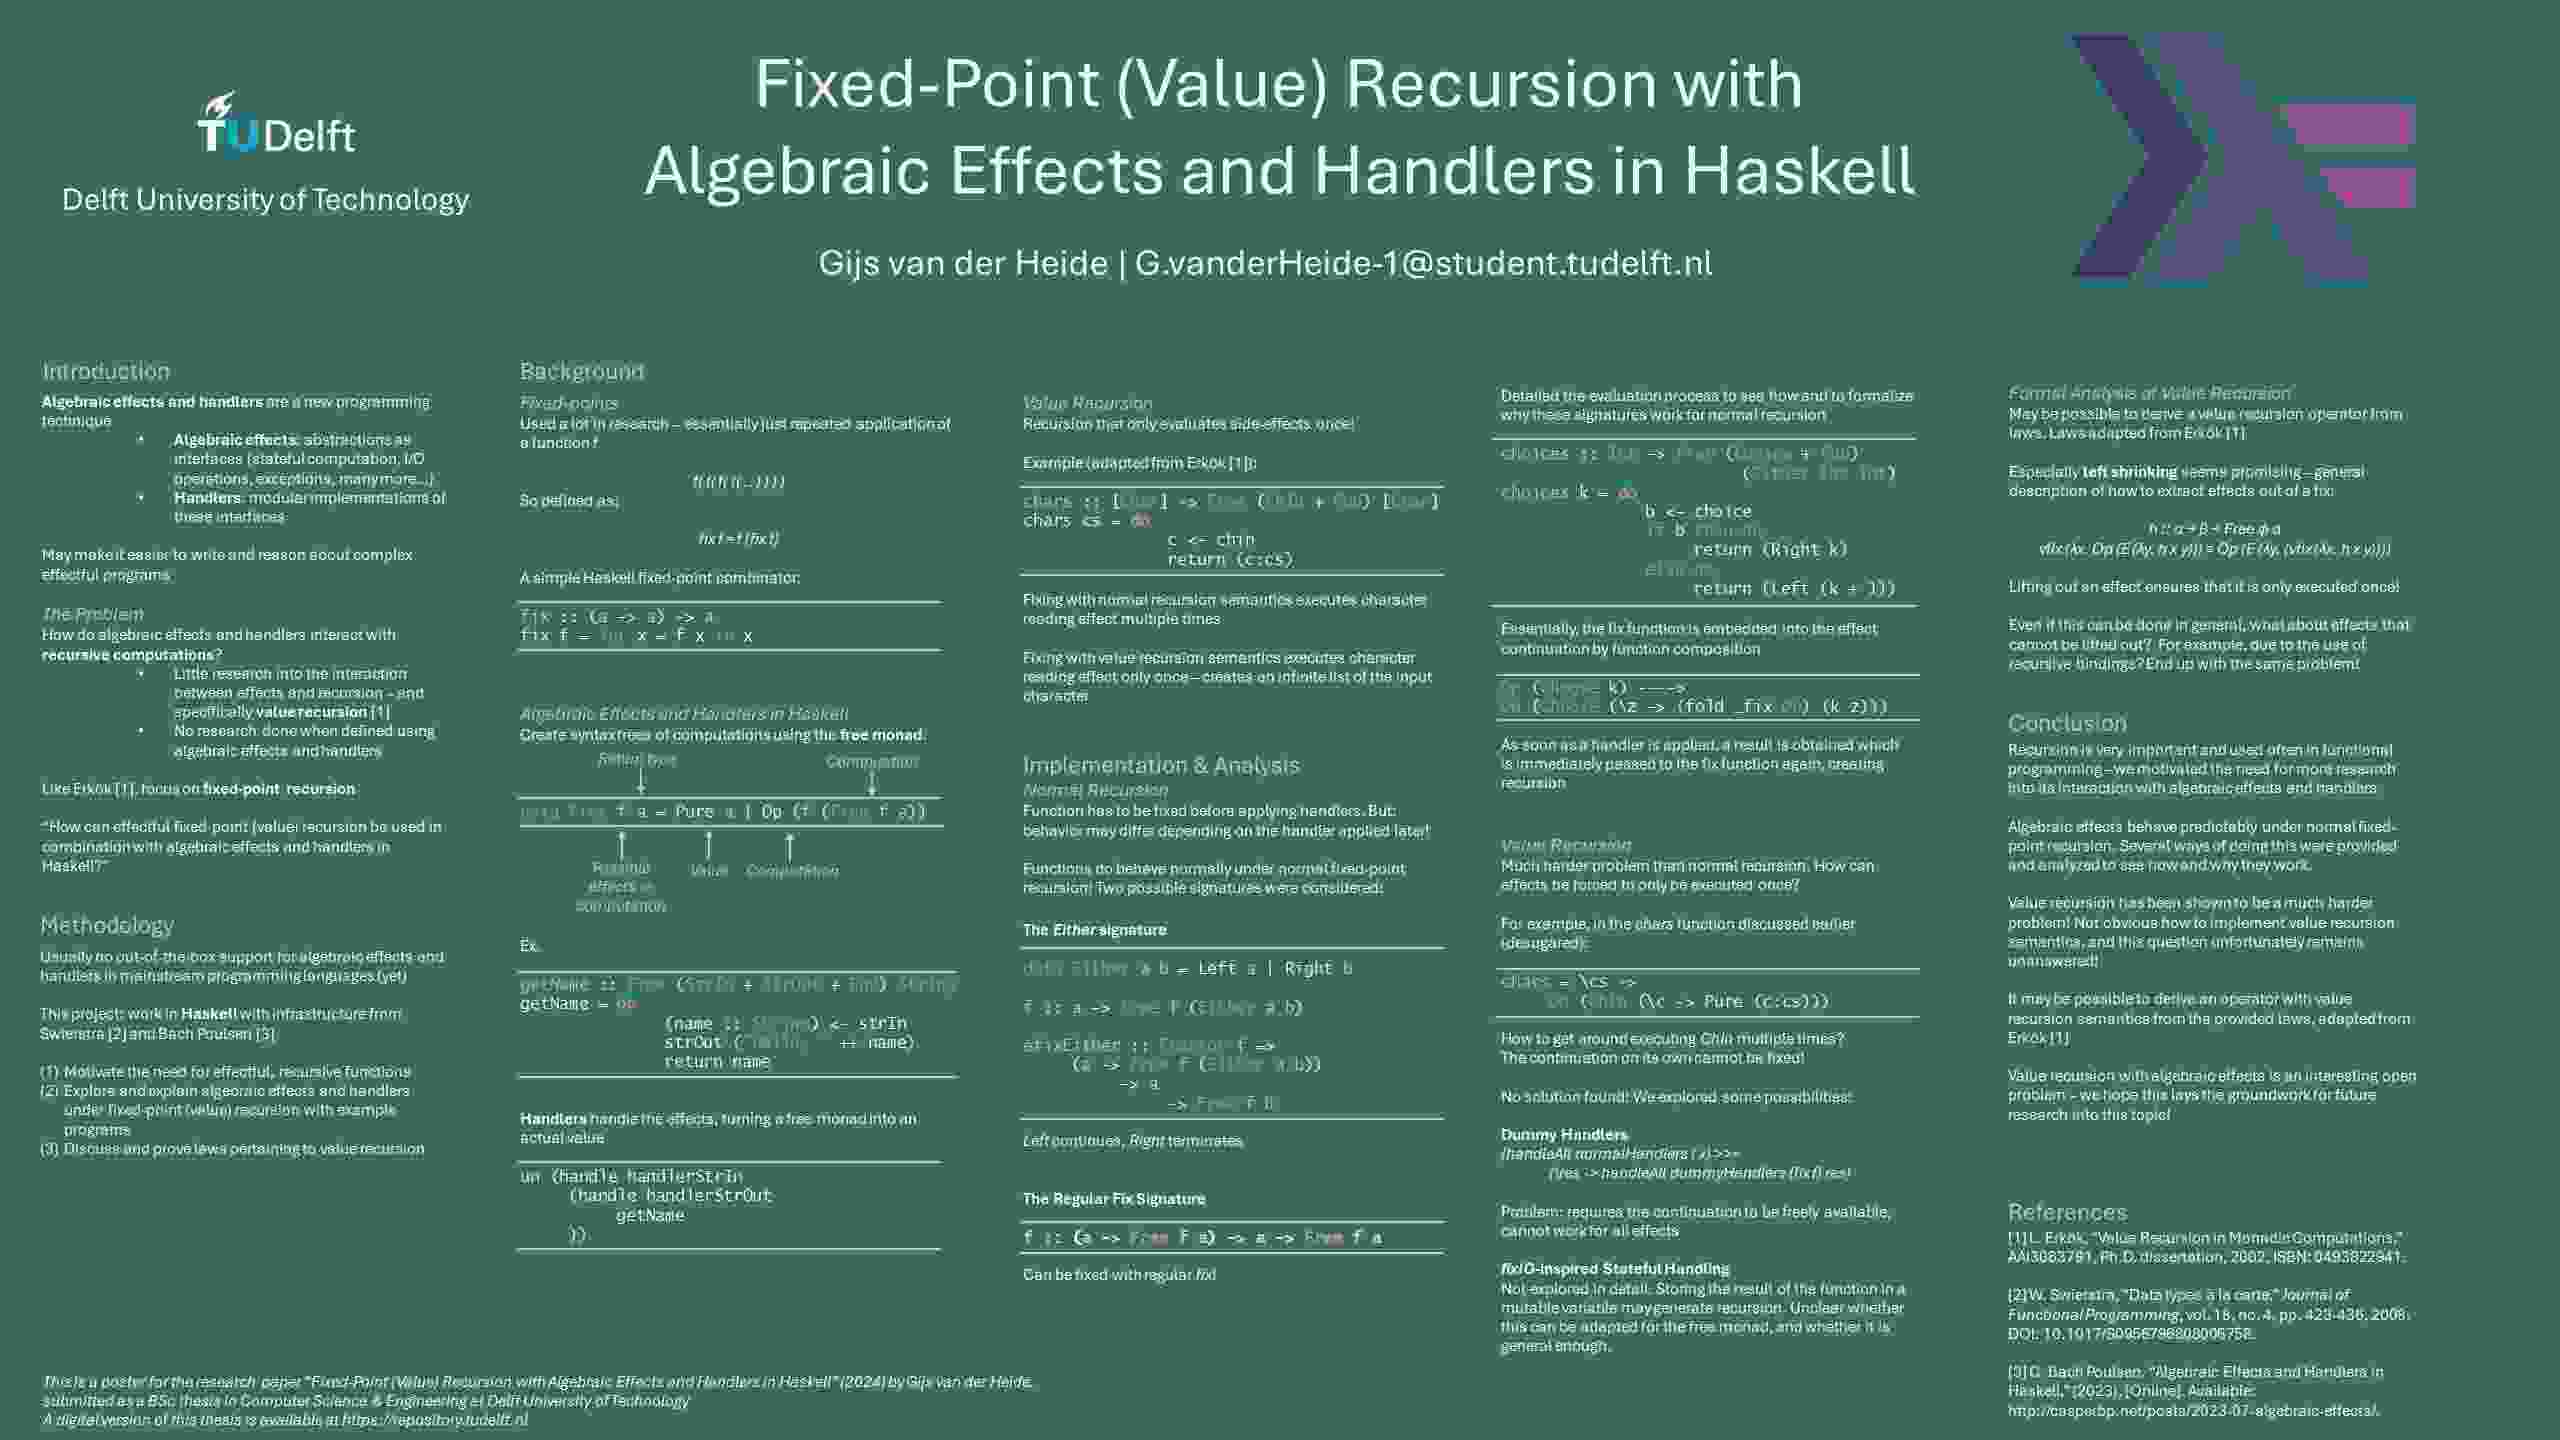 TUDelft
Delft University of Technology
Fixed-Point (Value) Recursion with
Algebraic Effects and Handlers in Haskell
Gijs van der Heide | G.vanderHeide-1@student.tudelft.nl
Introduction
Algebraic effects and handlers are a new programming
technique
• Algebraic effects: abstractions as
interfaces (stateful computation, I/O
operations, exceptions, many more...)
• Handlers: modular implementations of
these interfaces
May make it easier to write and reason about complex
effectful programs
The Problem
How do algebraic effects and handlers interact with
recursive computations?
• Little research into the interaction
between effects and recursion – and
specifically value recursion [1]
• No research done when defined using
algebraic effects and handlers
Like Erkök [1], focus on fixed-point recursion
"How can effectful fixed-point (value) recursion be used in
combination with algebraic effects and handlers in
Haskell?"
Methodology
Usually no out-of-the-box support for algebraic effects and
handlers in mainstream programming languages (yet)
This project: work in Haskell with infrastructure from
Swierstra [2] and Bach Poulsen [3]
(1) Motivate the need for effectful, recursive functions
(2) Explore and explain algebraic effects and handlers
under fixed-point (value) recursion with example
programs
(3) Discuss and prove laws pertaining to value recursion
Background
Fixed-points
Used a lot in research – essentially just repeated application of
a function f
f(f(f(f(...))))
So defined as:
fix f = f (fix f)
A simple Haskell fixed-point combinator:
fix :: (a -> a) -> a
fix f = let x = f x in x
Algebraic Effects and Handlers in Haskell
Create syntax trees of computations using the free monad.
Return type
Computation
data Free f a = Pure a | Op (f (Free f a))
Possible
effects in
computation
Value
Computation
Ex.
getName :: Free (StrIn + StrOut + End) String
getName = do
(name :: String) <- strIn
strOut ( ++ name)
return name
Handlers handle the effects, turning a free monad into an
actual value
un (handle handlerStrIn
(handle handlerStrOut
getName
))
Value Recursion
Recursion that only evaluates side-effects once!
Example (adapted from Erkök [1]):
chars :: [Char] -> Free (ChIn + End) [Char]
chars cs = do
c <- chin
return (c:cs)
Fixing with normal recursion semantics executes character
reading effect multiple times
Fixing with value recursion semantics executes character
reading effect only once – creates an infinite list of the input
character
Implementation & Analysis
Normal Recursion
Function has to be fixed before applying handlers. But:
behavior may differ depending on the handler applied later!
Functions do behave normally under normal fixed-point
recursion! Two possible signatures were considered:
The Either signature
data Either a b = Left a | Right b
f :: a -> Free f (Either a b)
afixEither :: Functor f =>
(a -> Free f (Either a b))
-> a
-> Free f b
Left continues, Right terminates
The Regular Fix Signature
f :: (a -> Free f a) -> a -> Free f a
Can be fixed with regular fix!
Detailed the evaluation process to see how and to formalize
why these signatures work for normal recursion
choices :: Int -> Free (Choice + End)
(Either Int Int)
choices k = do
b <- choice
if b then do
return (Right k)
else do
return (Left (k + 1))
Essentially, the fix function is embedded into the effect
continuation by function composition
Op (Choice k) ---->
Op (Choice (\z -> (fold _fix Op) (k z)))
As soon as a handler is applied, a result is obtained which
is immediately passed to the fix function again, creating
recursion
Value Recursion
Much harder problem than normal recursion. How can
effects be forced to only be executed once?
For example, in the chars function discussed earlier
(desugared):
chars = \cs ->
Op (Chin (\c -> Pure (c:cs)))
How to get around executing Chin multiple times?
The continuation on its own cannot be fixed!
No solution found! We explored some possibilities!
Dummy Handlers
(handleAll normalHandlers f x) >>=
(\res -> handleAll dummyHandlers (fix f) res)
Problem: requires the continuation to be freely available,
cannot work for all effects
fixIO-inspired Stateful Handling
Not explored in detail: Storing the result of the function in a
mutable variable may generate recursion. Unclear whether
this can be adapted for the free monad, and whether it is
general enough.
Formal Analysis of Value Recursion
May be possible to derive a value recursion operator from
laws. Laws adapted from Erkök [1]
Especially left shrinking seems promising – general
description of how to extract effects out of a fix:
h :: α → β → Free φ α
vfix (λx. Op (E (λy. h x y))) = Op (E (λy. (vfix (λx. h x y))))
Lifting out an effect ensures that it is only executed once!
Even if this can be done in general, what about effects that
cannot be lifted out? For example, due to the use of
recursive bindings? End up with the same problem!
Conclusion
Recursion is very important and used often in functional
programming – we motivated the need for more research
into its interaction with algebraic effects and handlers
Algebraic effects behave predictably under normal fixed-
point recursion. Several ways of doing this were provided
and analyzed to see how and why they work.
Value recursion has been shown to be a much harder
problem! Not obvious how to implement value recursion
semantics, and this question unfortunately remains
unanswered!
It may be possible to derive an operator with value
recursion semantics from the provided laws, adapted from
Erkök [1]
Value recursion with algebraic effects is an interesting open
problem – we hope this lays the groundwork for future
research into this topic!
References
[1] L. Erkök, "Value Recursion in Monadic Computations,"
AAI3063791, Ph.D. dissertation, 2002, ISBN: 0493822941.
[2] W. Swierstra, "Data types à la carte," Journal of
Functional Programming, vol. 18, no. 4, pp. 423-436, 2008.
DOI: 10.1017/S0956796808006758.
[3] C. Bach Poulsen, "Algebraic Effects and Handlers in
Haskell," (2023), [Online]. Available:
http://casperbp.net/posts/2023-07-algebraic-effects/.
This is a poster for the research paper "Fixed-Point (Value) Recursion with Algebraic Effects and Handlers in Haskell" (2024) by Gijs van der Heide,
submitted as a BSc thesis in Computer Science & Engineering at Delft University of Technology
A digital version of this thesis is available at https://repository.tudelft.nl